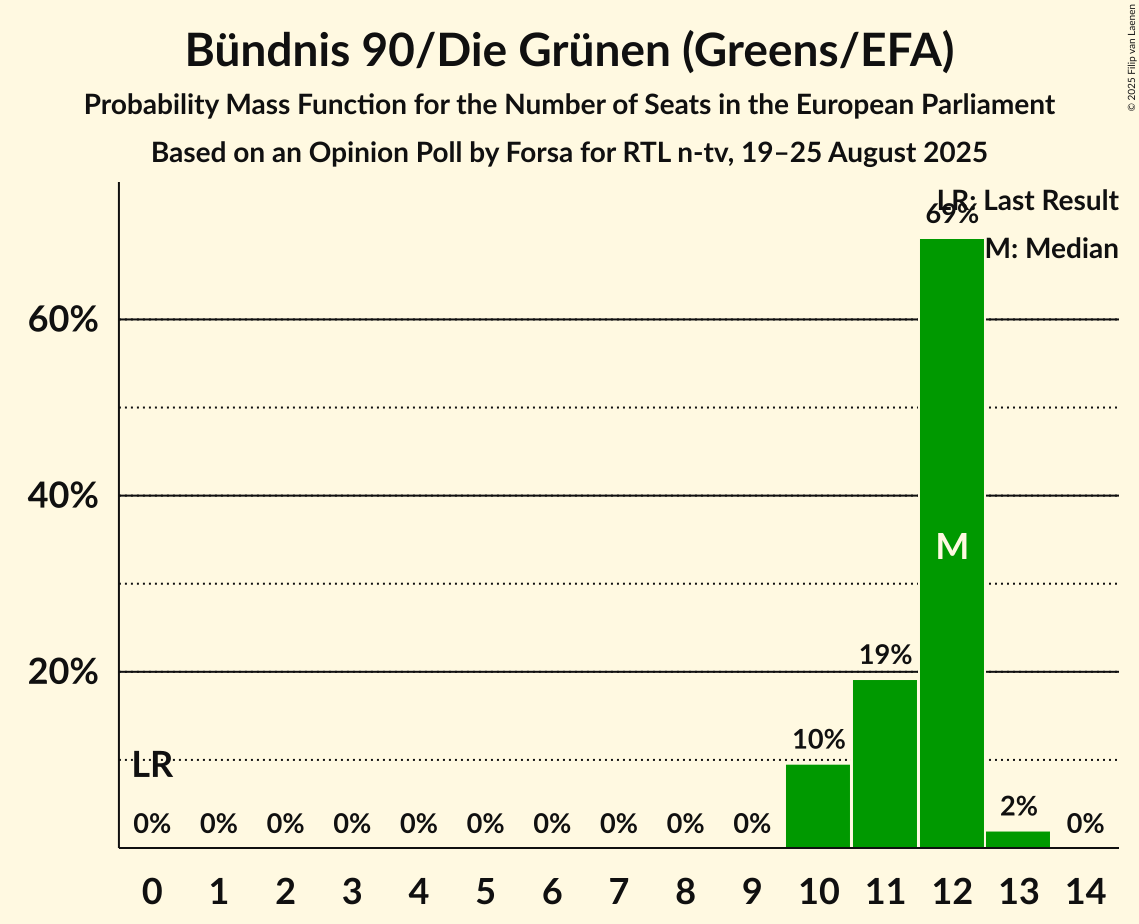 Bündnis 90/Die Grünen (Greens/EFA)
Probability Mass Function for the Number of Seats in the European Parliament
Based on an Opinion Poll by Forsa for RTL n-tv, 19–25 August 2025
© 2025 Filip van Laenen
LR: Last Result
M: Median
60%
40%
20%
LR
0% 0% 0% 0% 0% 0% 0% 0% 0% 0% 10% 19% 69% 2% 0%
M
0 1 2 3 4 5 6 7 8 9 10 11 12 13 14